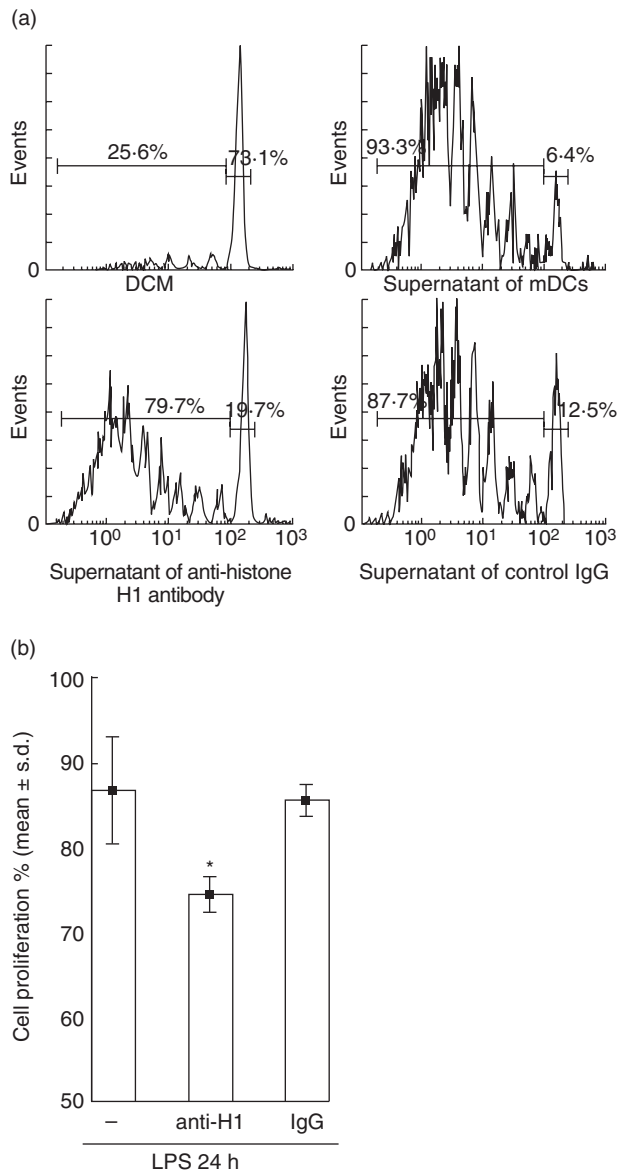 (a)
Events
25·6%
73·1%
0
DCM
Events
93·3%
6·4%
0
Supernatant of mDCs
Events
79·7%
19·7%
0
10⁰ 10¹ 10² 10³
Supernatant of anti-histone
H1 antibody
Events
87·7%
12·5%
0
10⁰ 10¹ 10² 10³
Supernatant of control IgG
(b)
Cell proliferation % (mean ± s.d.)
100
90
80
70
60
50
*
– anti-H1 IgG
LPS 24 h